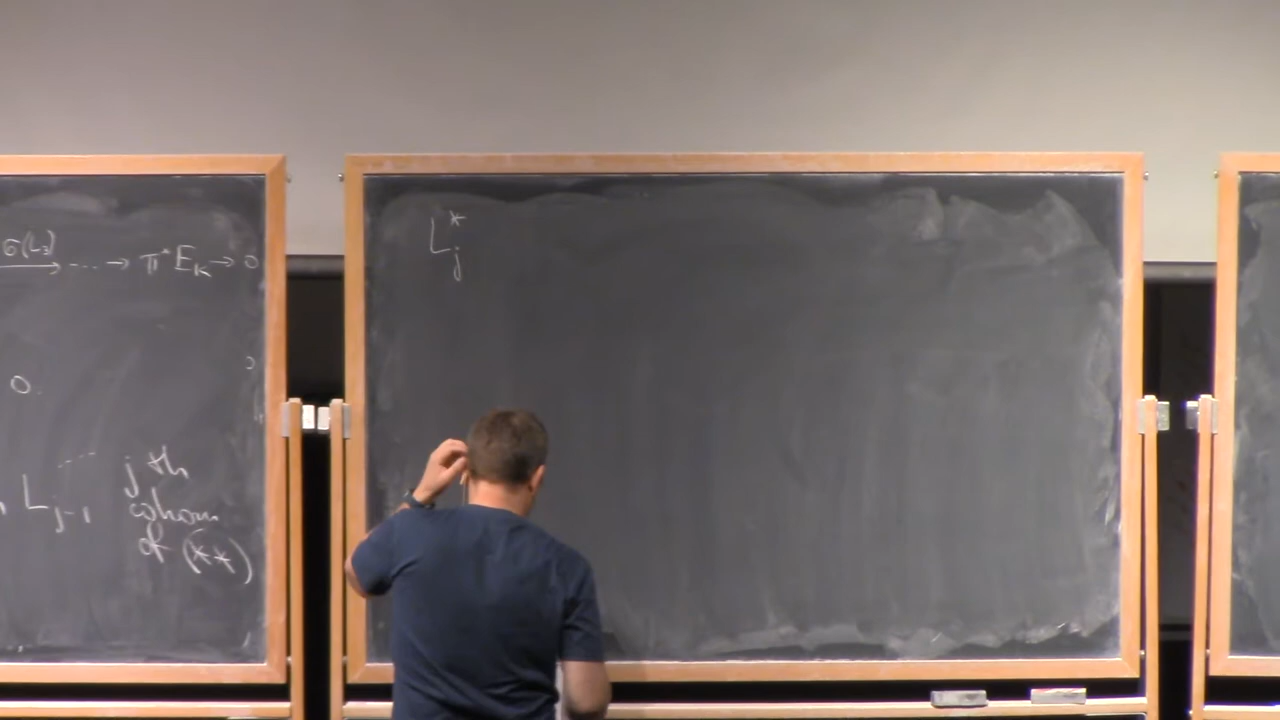 σ(L₂) → ... → π* E_K → 0
0.
, L_{j-1} j th
cohom
of (**)
L_j^*